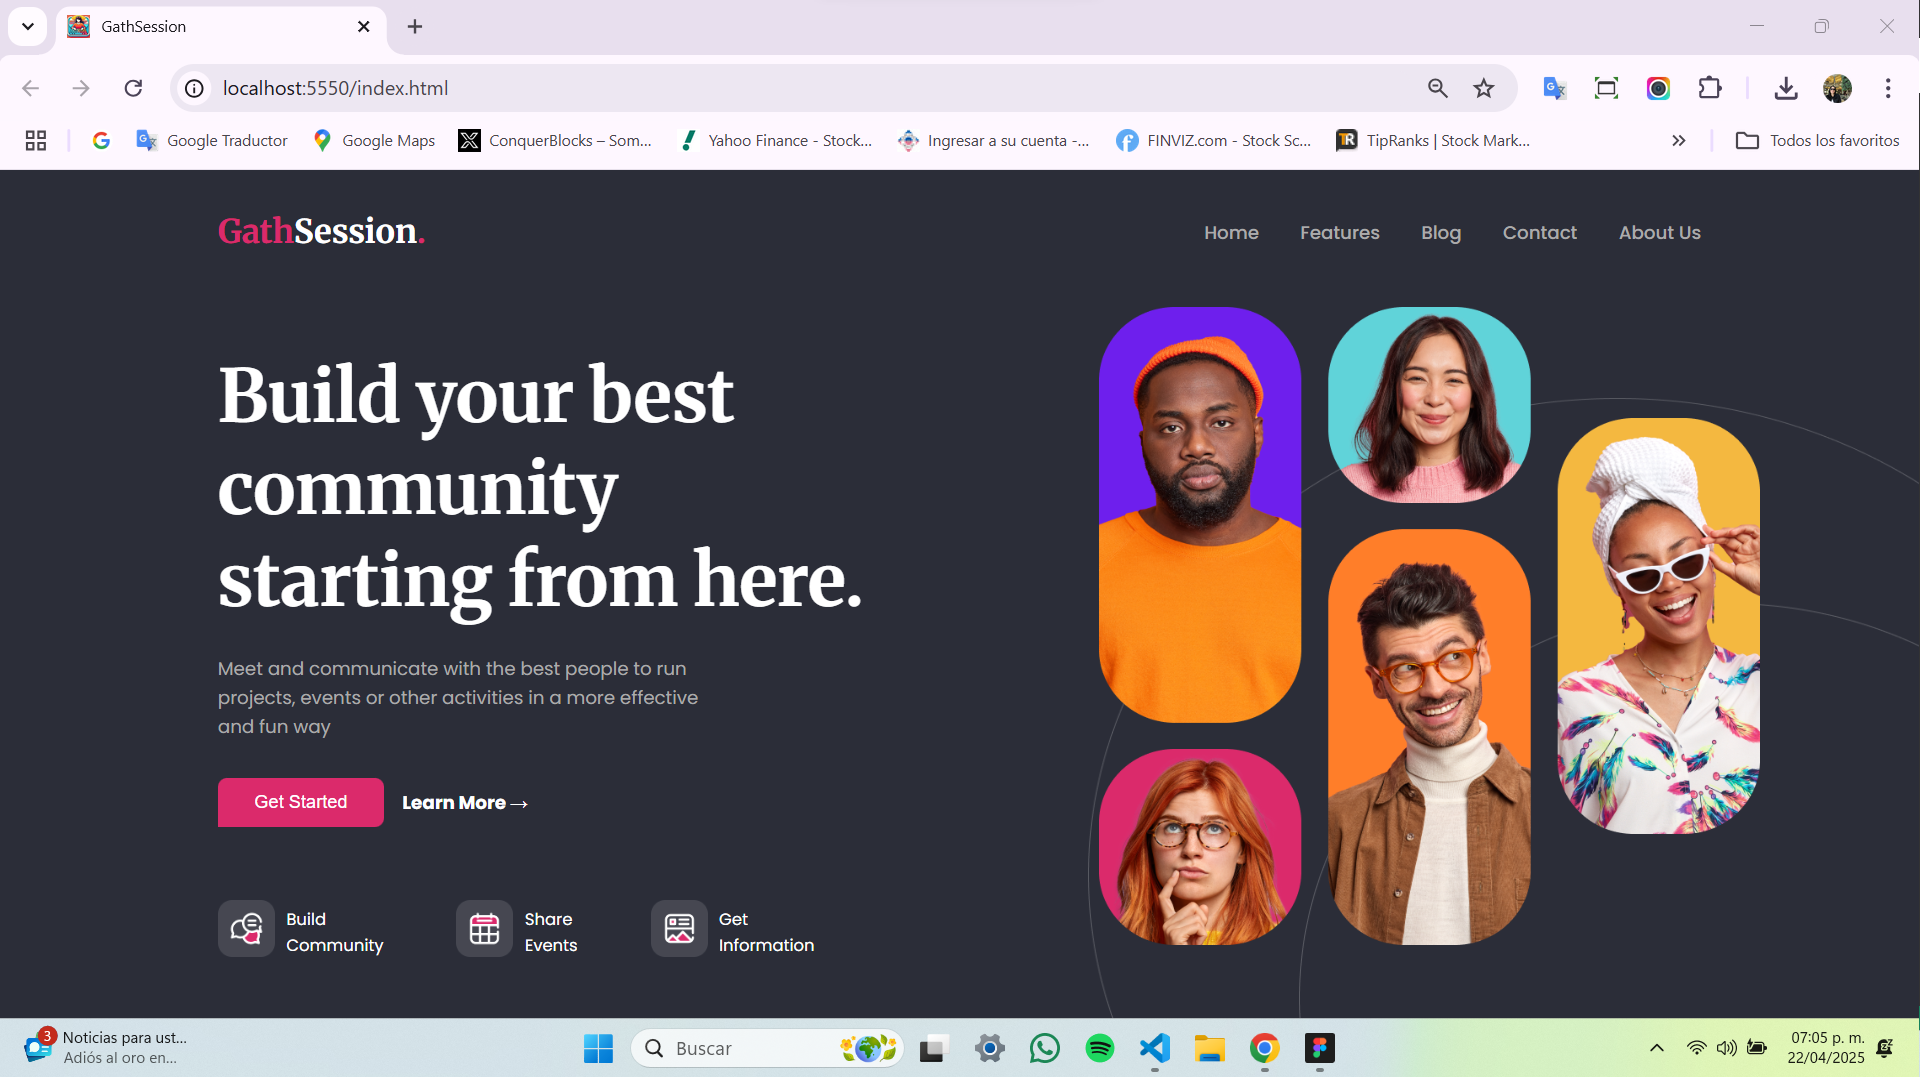 GathSession
localhost:5550/index.html
Google Traductor
Google Maps
ConquerBlocks – Som...
Yahoo Finance - Stock...
Ingresar a su cuenta -...
FINVIZ.com - Stock Sc...
TipRanks | Stock Mark...
Todos los favoritos
GathSession.
Home
Features
Blog
Contact
About Us
Build your best
community
starting from here.
Meet and communicate with the best people to run
projects, events or other activities in a more effective
and fun way
Get Started
Learn More →
Build
Community
Share
Events
Get
Information
3
Noticias para ust...
Adiós al oro en...
Buscar
07:05 p. m.
22/04/2025